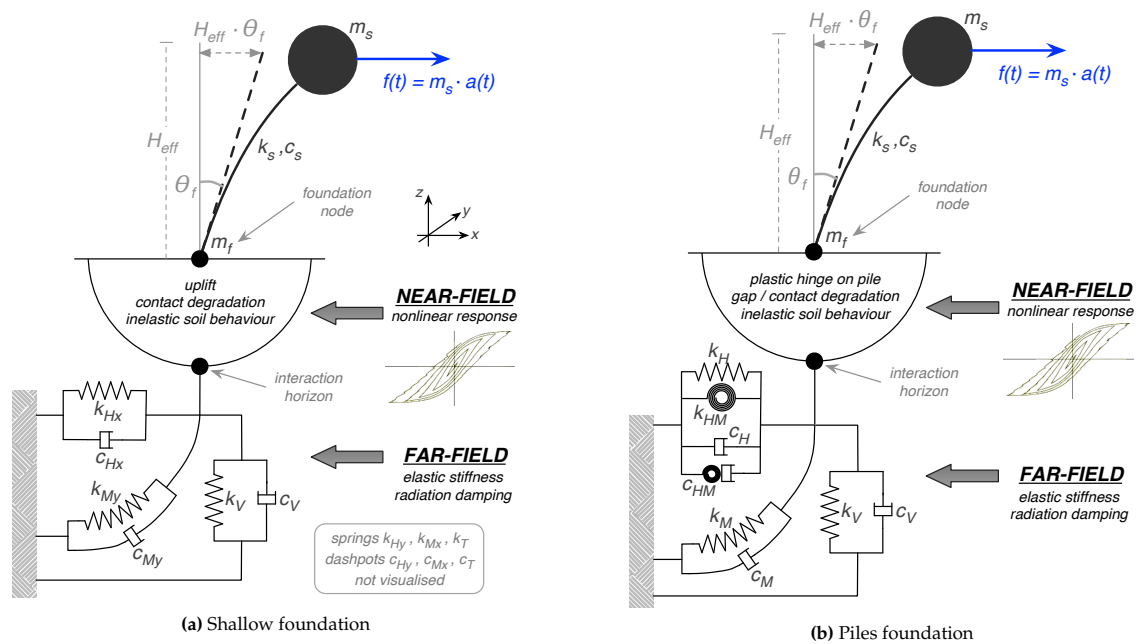 H_eff · θ_f
m_s
f(t) = m_s · a(t)
H_eff
k_s, c_s
θ_f
foundation
node
z
y
x
m_f
uplift
contact degradation
inelastic soil behaviour
NEAR-FIELD
nonlinear response
interaction
horizon
k_Hx
c_Hx
FAR-FIELD
elastic stiffness
radiation damping
k_My
k_V
c_V
c_My
springs k_Hy , k_Mx , k_T
dashpots c_Hy , c_Mx , c_T
not visualised
(a) Shallow foundation
H_eff · θ_f
m_s
f(t) = m_s · a(t)
H_eff
k_s, c_s
θ_f
foundation
node
m_f
plastic hinge on pile
gap / contact degradation
inelastic soil behaviour
NEAR-FIELD
nonlinear response
interaction
horizon
k_H
k_HM
c_H
c_HM
FAR-FIELD
elastic stiffness
radiation damping
k_M
k_V
c_V
c_M
(b) Piles foundation